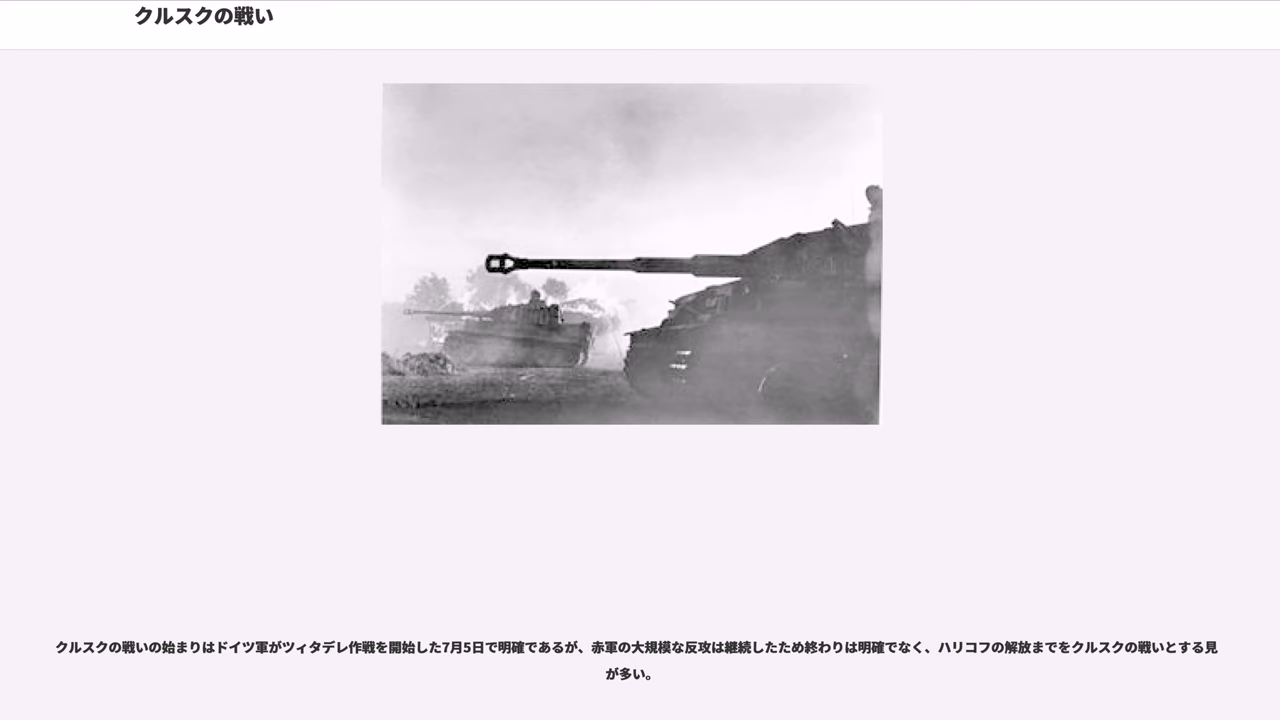 クルスクの戦い
クルスクの戦いの始まりはドイツ軍がツィタデレ作戦を開始した7月5日で明確であるが、赤軍の大規模な反攻は継続したため終わりは明確でなく、ハリコフの解放までをクルスクの戦いとする見
が多い。